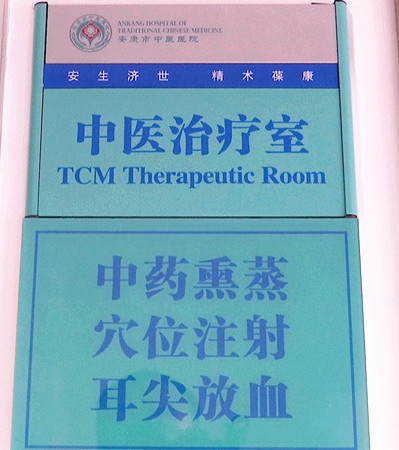 ANKANG HOSPITAL OF
TRADITIONAL CHINESE MEDICINE
安康市中医医院
安生济世 精术葆康
中医治疗室
TCM Therapeutic Room
中药熏蒸
穴位注射
耳尖放血